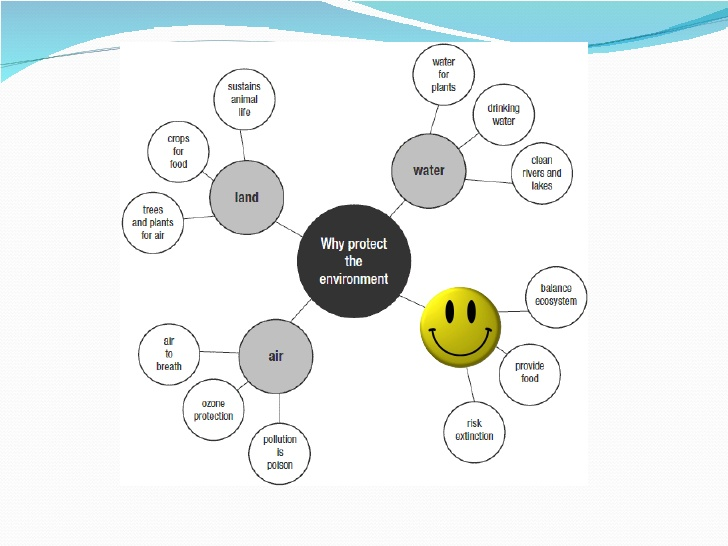 Why protect
the
environment
land
sustains
animal
life
crops
for
food
trees
and plants
for air
water
water
for
plants
drinking
water
clean
rivers and
lakes
air
air
to
breath
ozone
protection
pollution
is
poison
balance
ecosystem
provide
food
risk
extinction